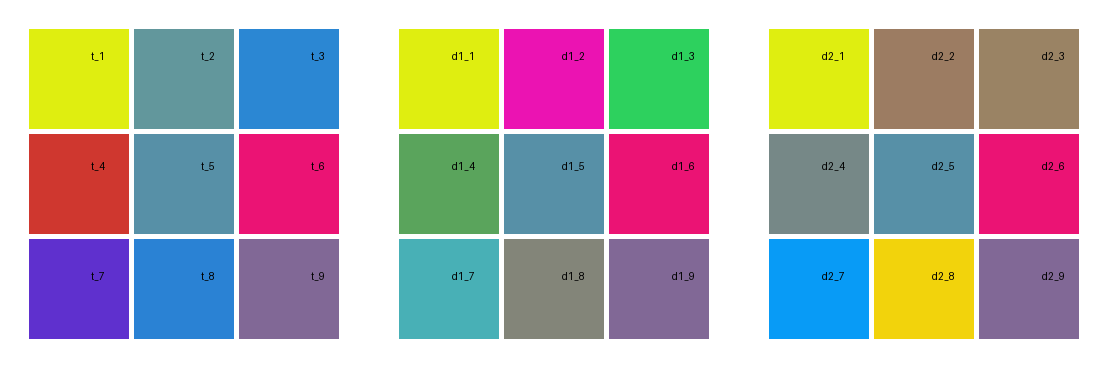 t_1 t_2 t_3 d1_1 d1_2 d1_3 d2_1 d2_2 d2_3
t_4 t_5 t_6 d1_4 d1_5 d1_6 d2_4 d2_5 d2_6
t_7 t_8 t_9 d1_7 d1_8 d1_9 d2_7 d2_8 d2_9